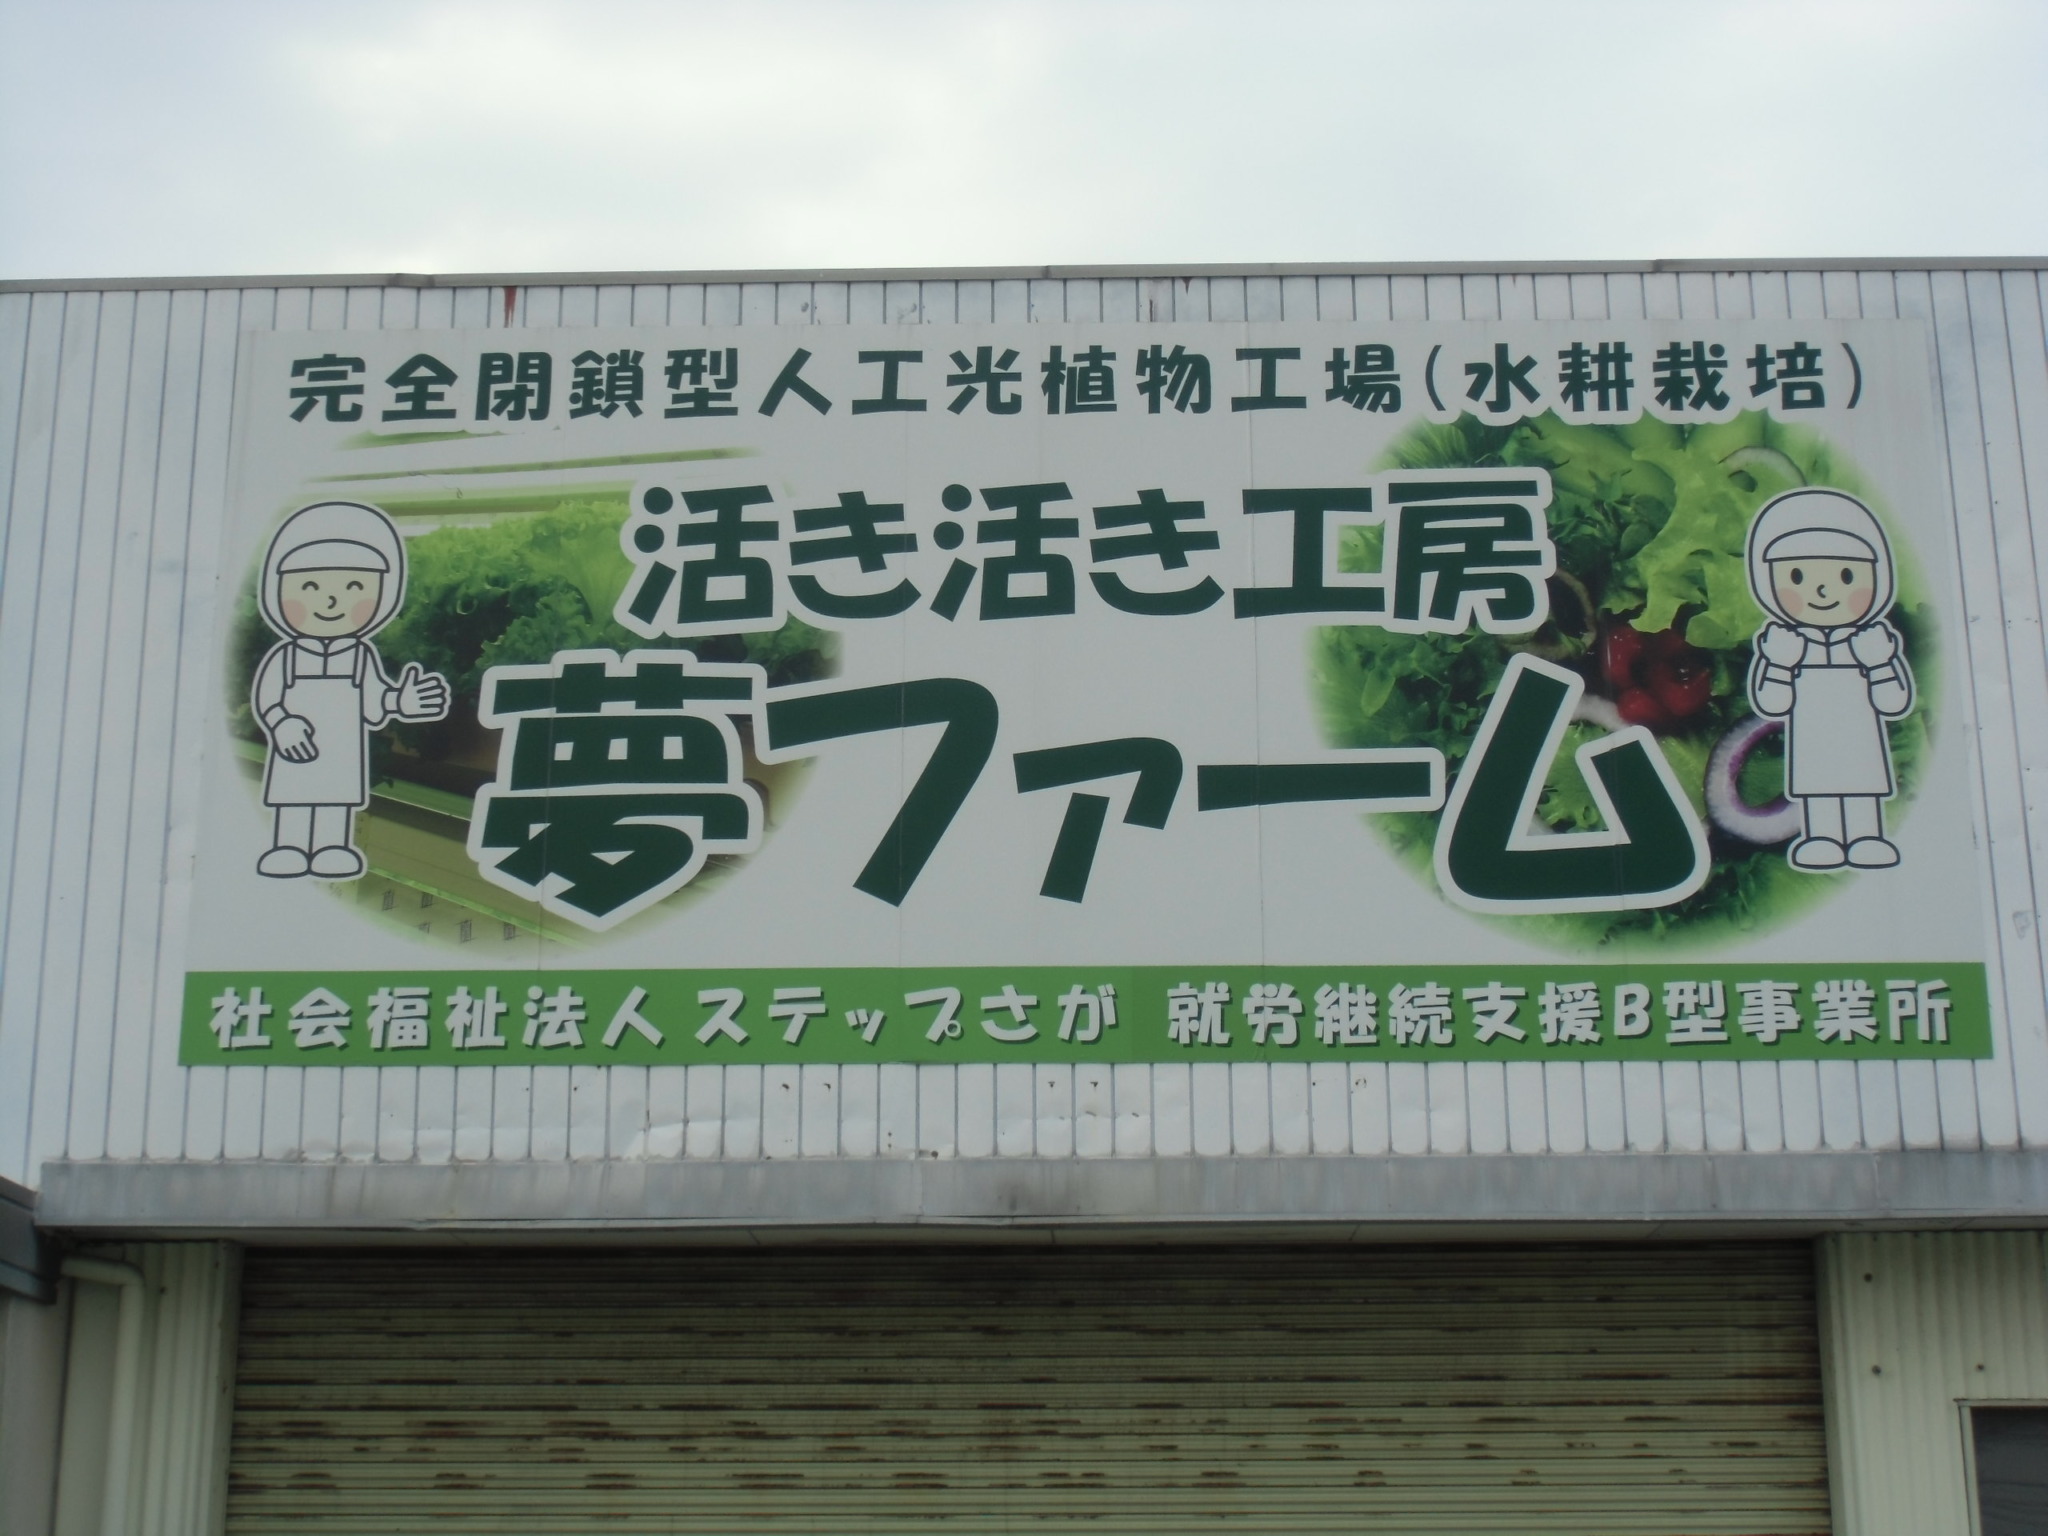 完全閉鎖型人工光植物工場(水耕栽培)
活き活き工房
夢ファーム
社会福祉法人ステップさが 就労継続支援B型事業所